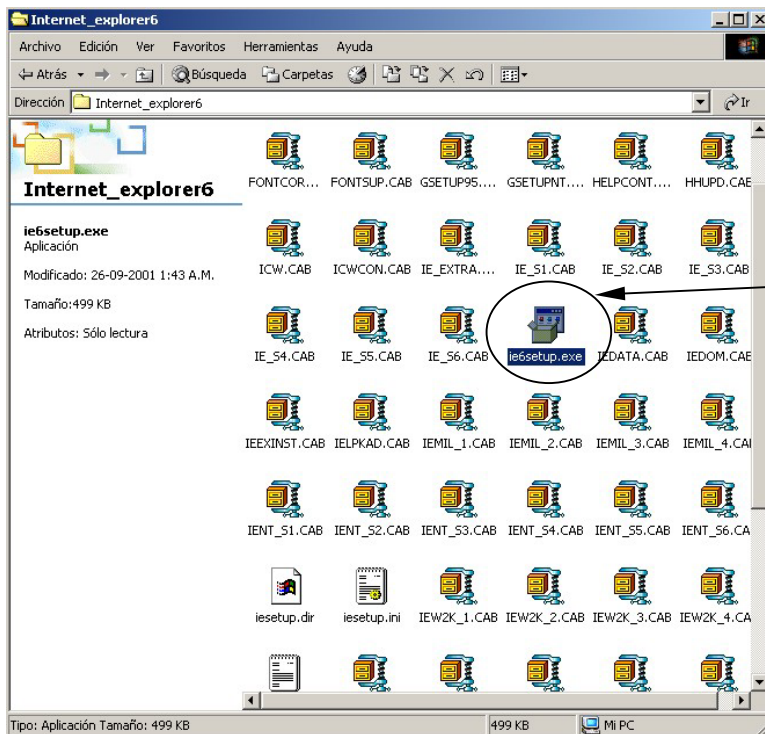 Internet_explorer6
Archivo Edición Ver Favoritos Herramientas Ayuda
Atrás Búsqueda Carpetas
Dirección Internet_explorer6 Ir
Internet_explorer6
ie6setup.exe
Aplicación
Modificado: 26-09-2001 1:43 A.M.
Tamaño:499 KB
Atributos: Sólo lectura
FONTCOR... FONTSUP.CAB GSETUP95.... GSETUPNT.... HELPCONT.... HHUPD.CAB
ICW.CAB ICWCON.CAB IE_EXTRA.... IE_S1.CAB IE_S2.CAB IE_S3.CAB
IE_S4.CAB IE_S5.CAB IE_S6.CAB ie6setup.exe IEDATA.CAB IEDOM.CAB
IEEXINST.CAB IELPKAD.CAB IEMIL_1.CAB IEMIL_2.CAB IEMIL_3.CAB IEMIL_4.CA
IENT_S1.CAB IENT_S2.CAB IENT_S3.CAB IENT_S4.CAB IENT_S5.CAB IENT_S6.CA
iesetup.dir iesetup.ini IEW2K_1.CAB IEW2K_2.CAB IEW2K_3.CAB IEW2K_4.CA
Tipo: Aplicación Tamaño: 499 KB 499 KB Mi PC